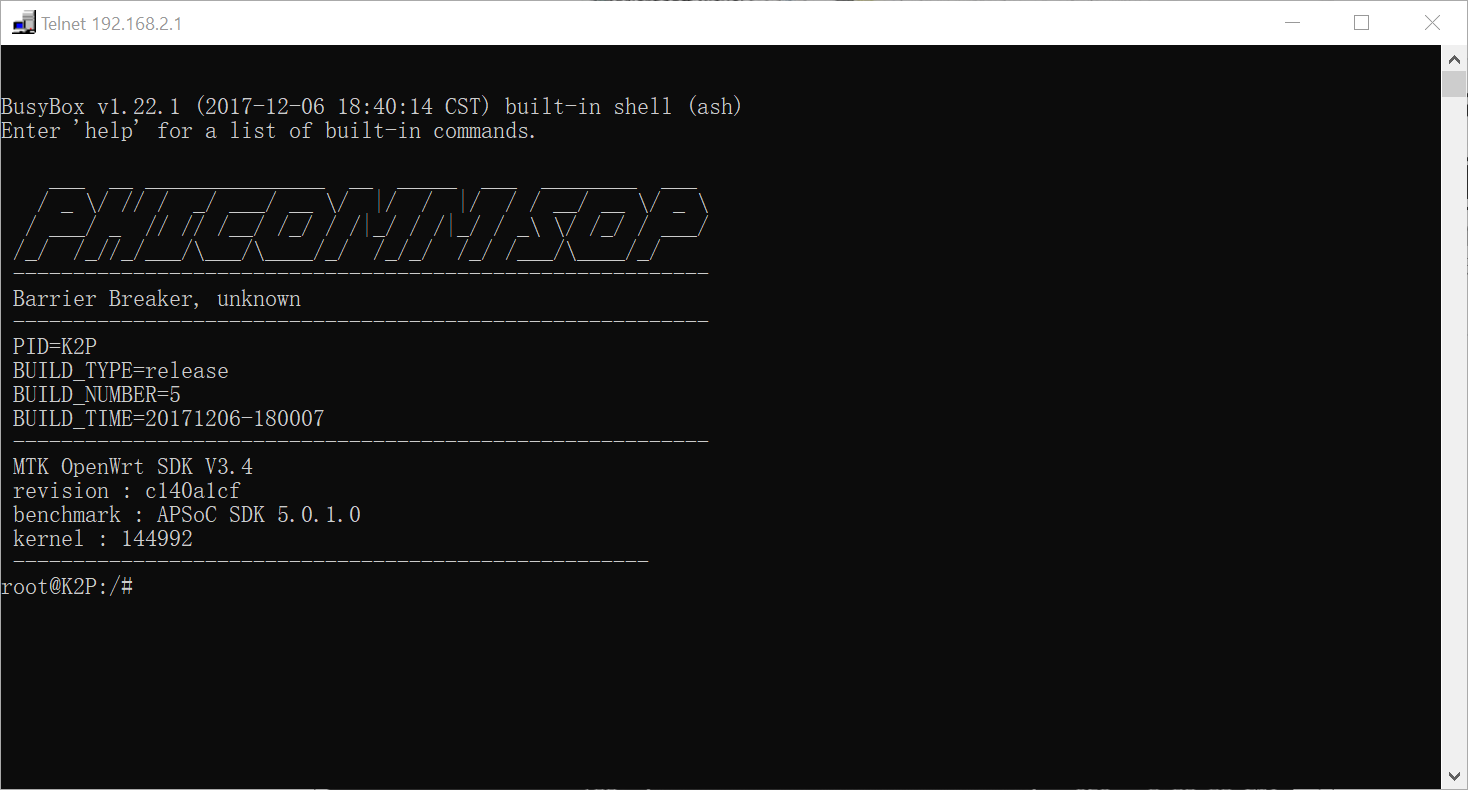 Telnet 192.168.2.1
BusyBox v1.22.1 (2017-12-06 18:40:14 CST) built-in shell (ash)
Enter 'help' for a list of built-in commands.
PHICOMM SOP
---------------------------------------------------------
Barrier Breaker, unknown
---------------------------------------------------------
PID=K2P
BUILD_TYPE=release
BUILD_NUMBER=5
BUILD_TIME=20171206-180007
---------------------------------------------------------
MTK OpenWrt SDK V3.4
revision : c140a1cf
benchmark : APSoC SDK 5.0.1.0
kernel : 144992
-----------------------------------------------------
root@K2P:/#